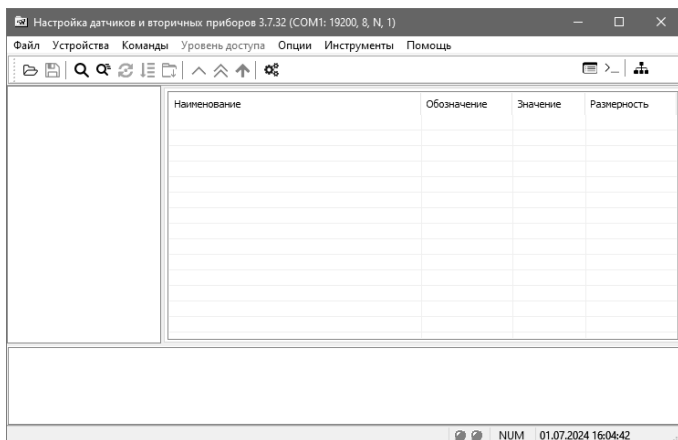 Настройка датчиков и вторичных приборов 3.7.32 (COM1: 19200, 8, N, 1)
Файл Устройства Команды Уровень доступа Опции Инструменты Помощь
Наименование Обозначение Значение Размерность
NUM 01.07.2024 16:04:42